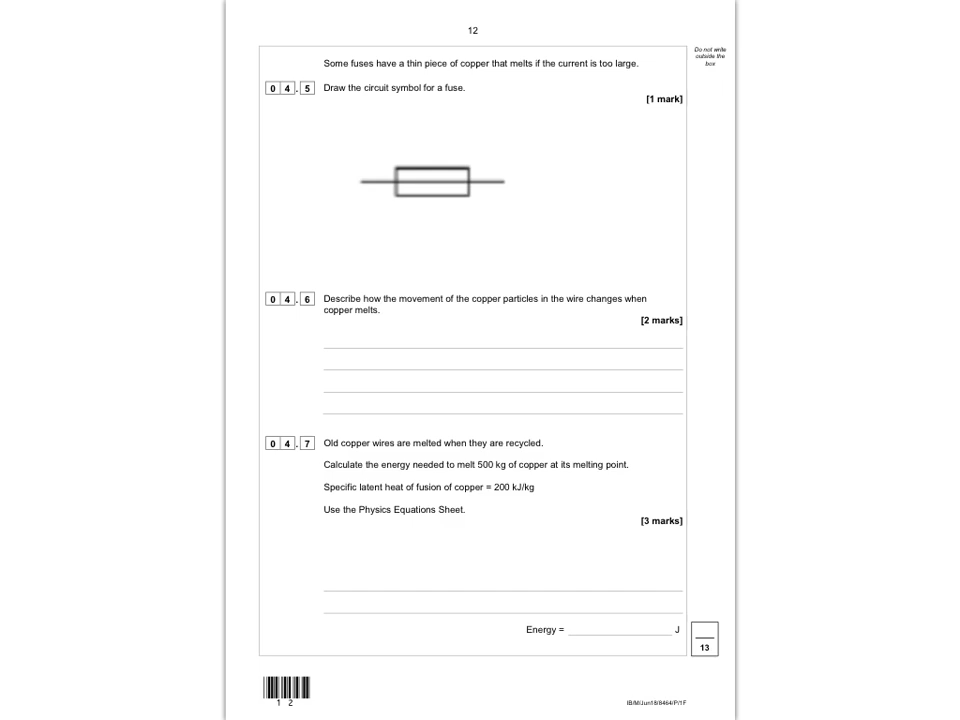 12
Do not write
outside the
box
Some fuses have a thin piece of copper that melts if the current is too large.
0 4 . 5 Draw the circuit symbol for a fuse.
[1 mark]
0 4 . 6 Describe how the movement of the copper particles in the wire changes when
copper melts.
[2 marks]
0 4 . 7 Old copper wires are melted when they are recycled.
Calculate the energy needed to melt 500 kg of copper at its melting point.
Specific latent heat of fusion of copper = 200 kJ/kg
Use the Physics Equations Sheet.
[3 marks]
Energy = J
13
1 2
IB/M/Jun18/8464/P/1F